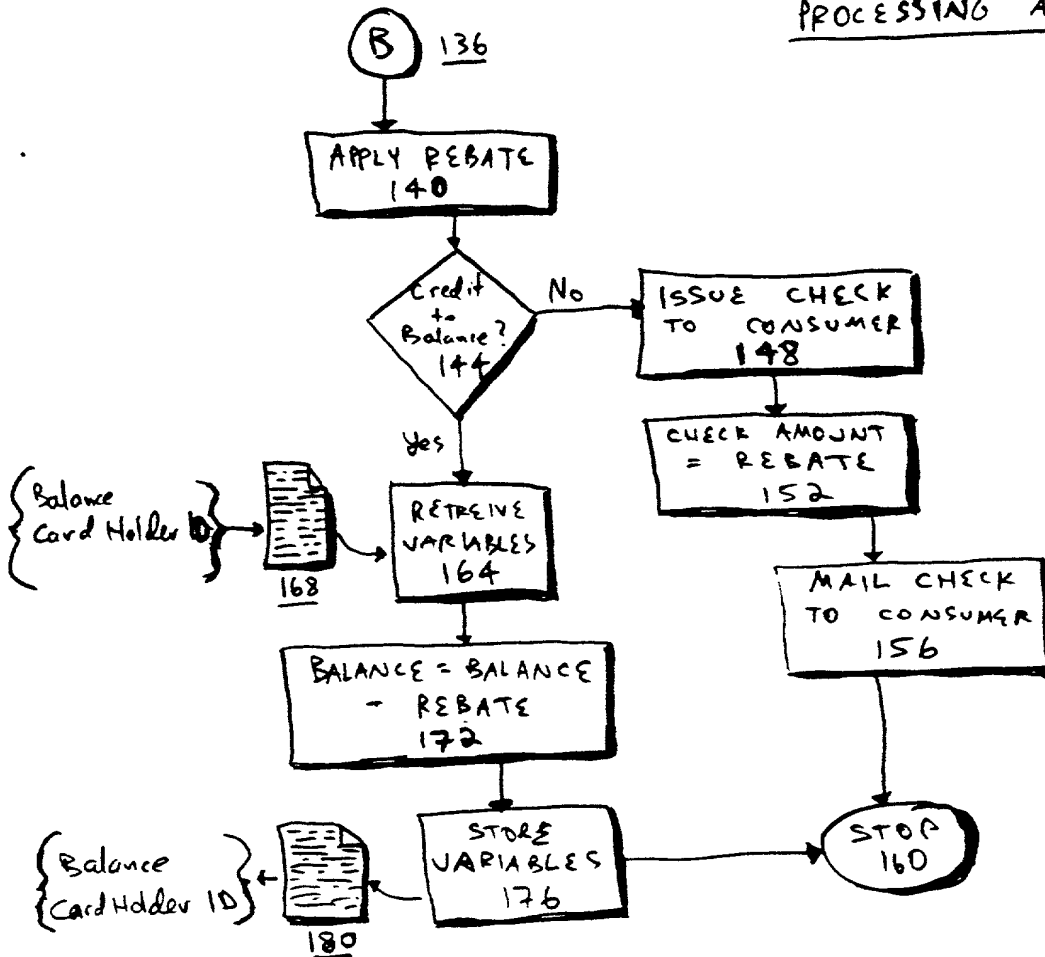 PROCESSING A
B 136
APPLY REBATE
140
Credit
to
Balance?
144
No
ISSUE CHECK
TO CONSUMER
148
CHECK AMOUNT
= REBATE
152
MAIL CHECK
TO CONSUMER
156
Yes
Balance
Card Holder ID
168
RETREIVE
VARIABLES
164
BALANCE = BALANCE
- REBATE
172
STORE
VARIABLES
176
Balance
Card Holder ID
180
STOP
160